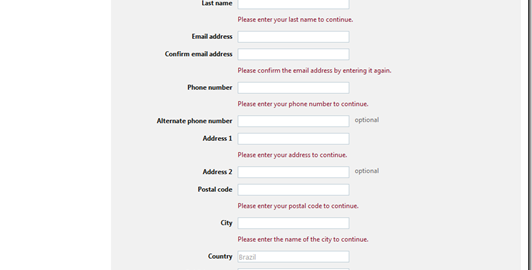 Last name
Please enter your last name to continue.
Email address
Confirm email address
Please confirm the email address by entering it again.
Phone number
Please enter your phone number to continue.
Alternate phone number optional
Address 1
Please enter your address to continue.
Address 2 optional
Postal code
Please enter your postal code to continue.
City
Please enter the name of the city to continue.
Country Brazil